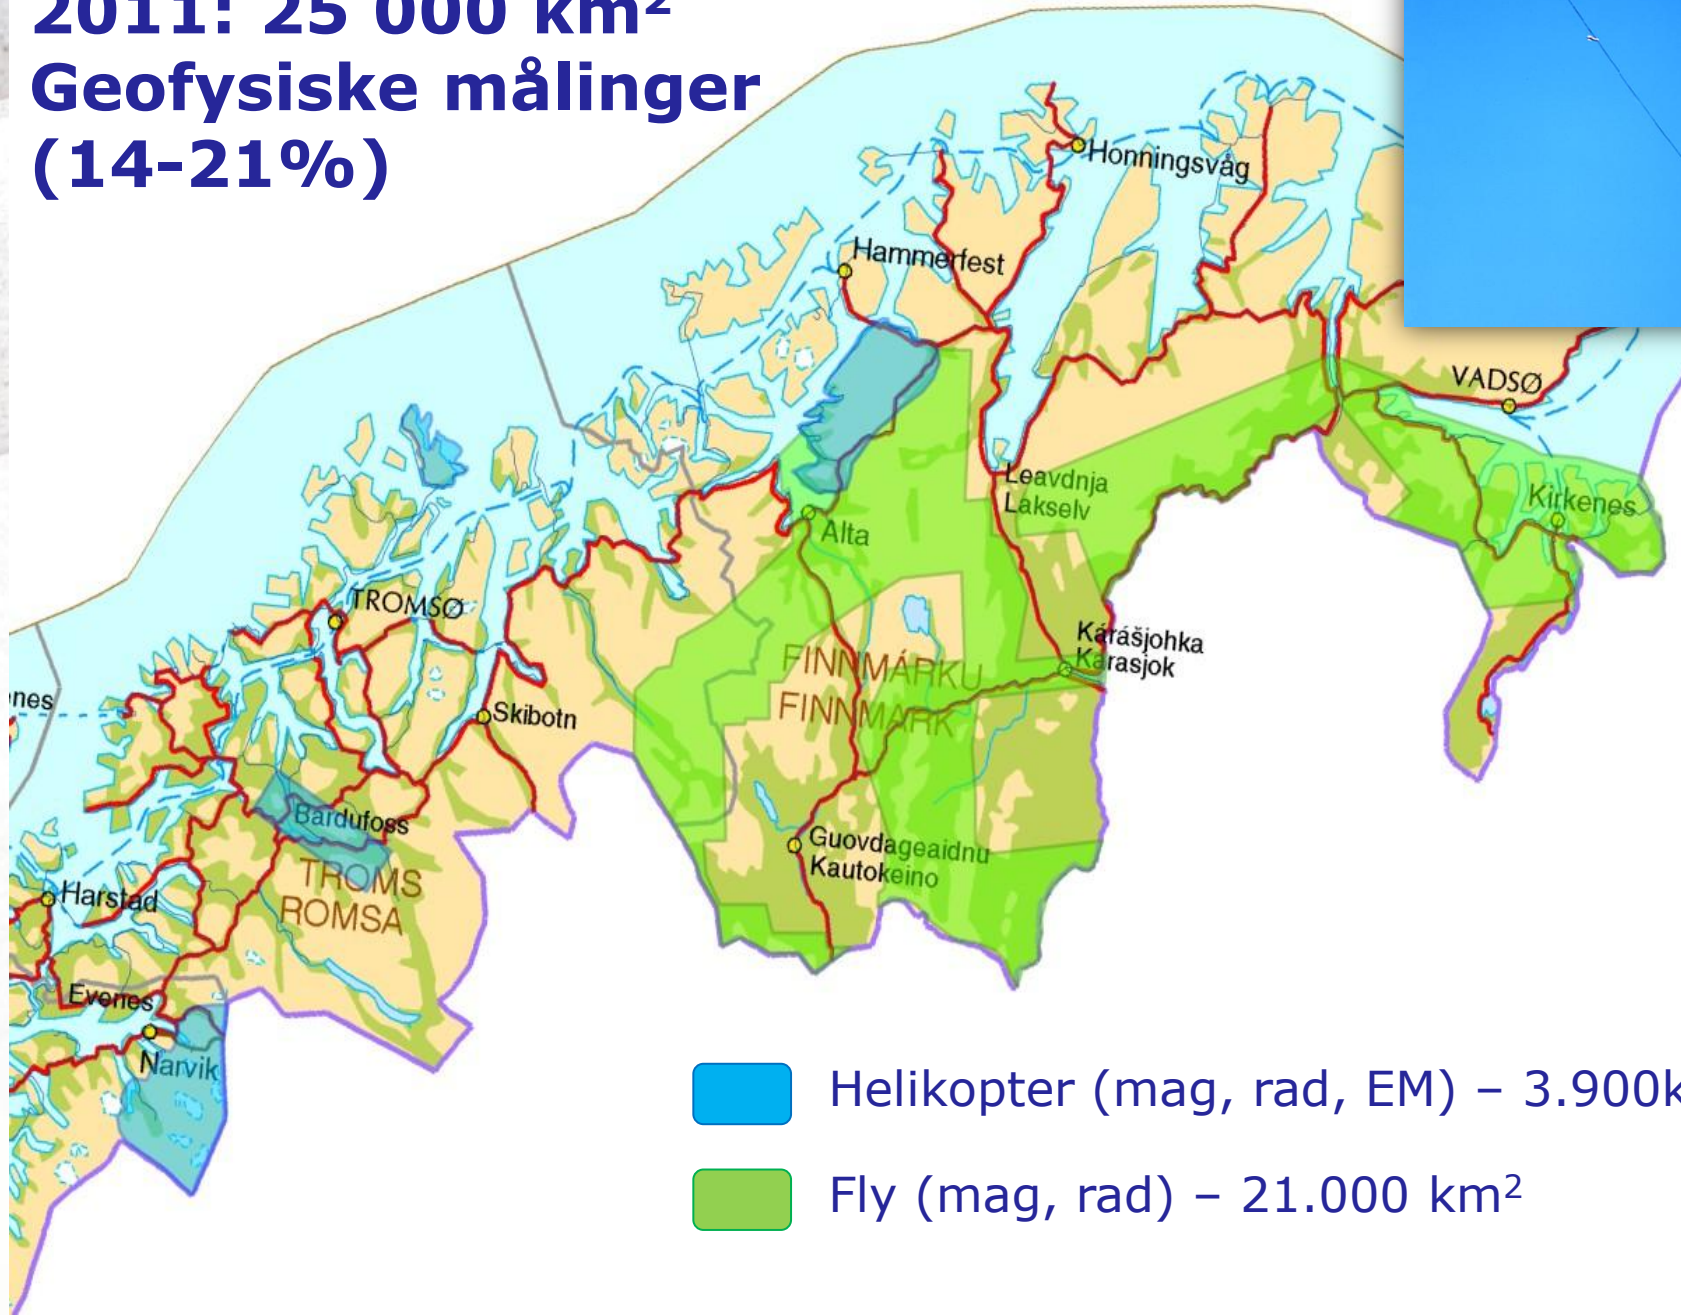 2011: 25 000 km²
Geofysiske målinger
(14-21%)
Honningsvåg
Hammerfest
VADSØ
Leavdnja
Lakselv
Kirkenes
Alta
TROMSØ
Kárášjohka
Karasjok
FINNMÁRKU
FINNMARK
nes
Skibotn
Bardufoss
Guovdageaidnu
Kautokeino
TROMS
ROMSA
Harstad
Evenes
Narvik
Helikopter (mag, rad, EM) – 3.900k
Fly (mag, rad) – 21.000 km²